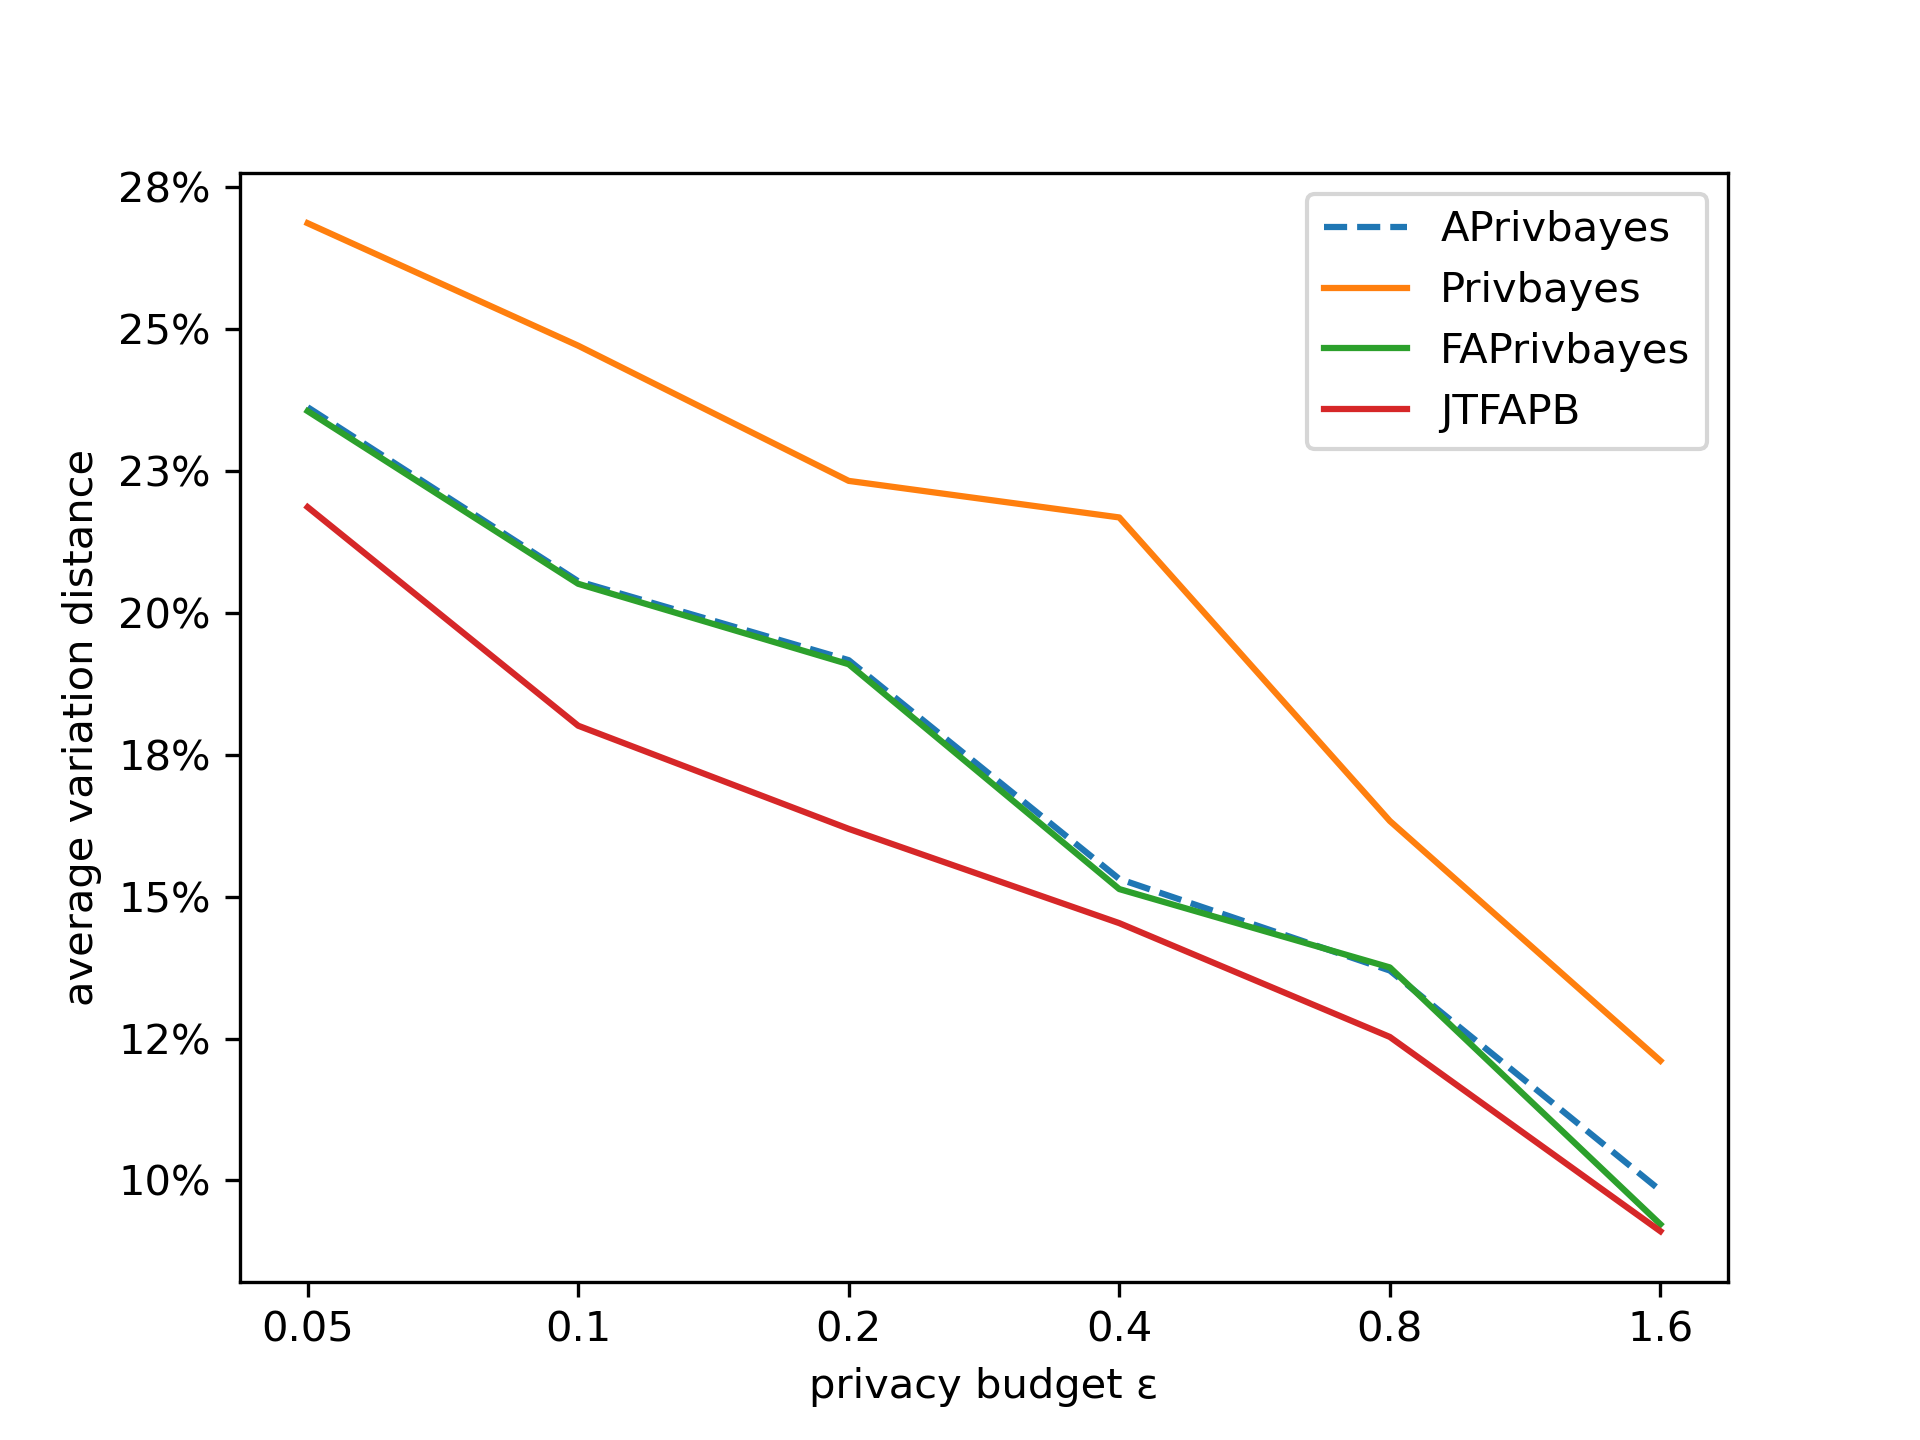 28%
25%
23%
20%
18%
15%
12%
10%
average variation distance
APrivbayes
Privbayes
FAPrivbayes
JTFAPB
0.05 0.1 0.2 0.4 0.8 1.6
privacy budget ε